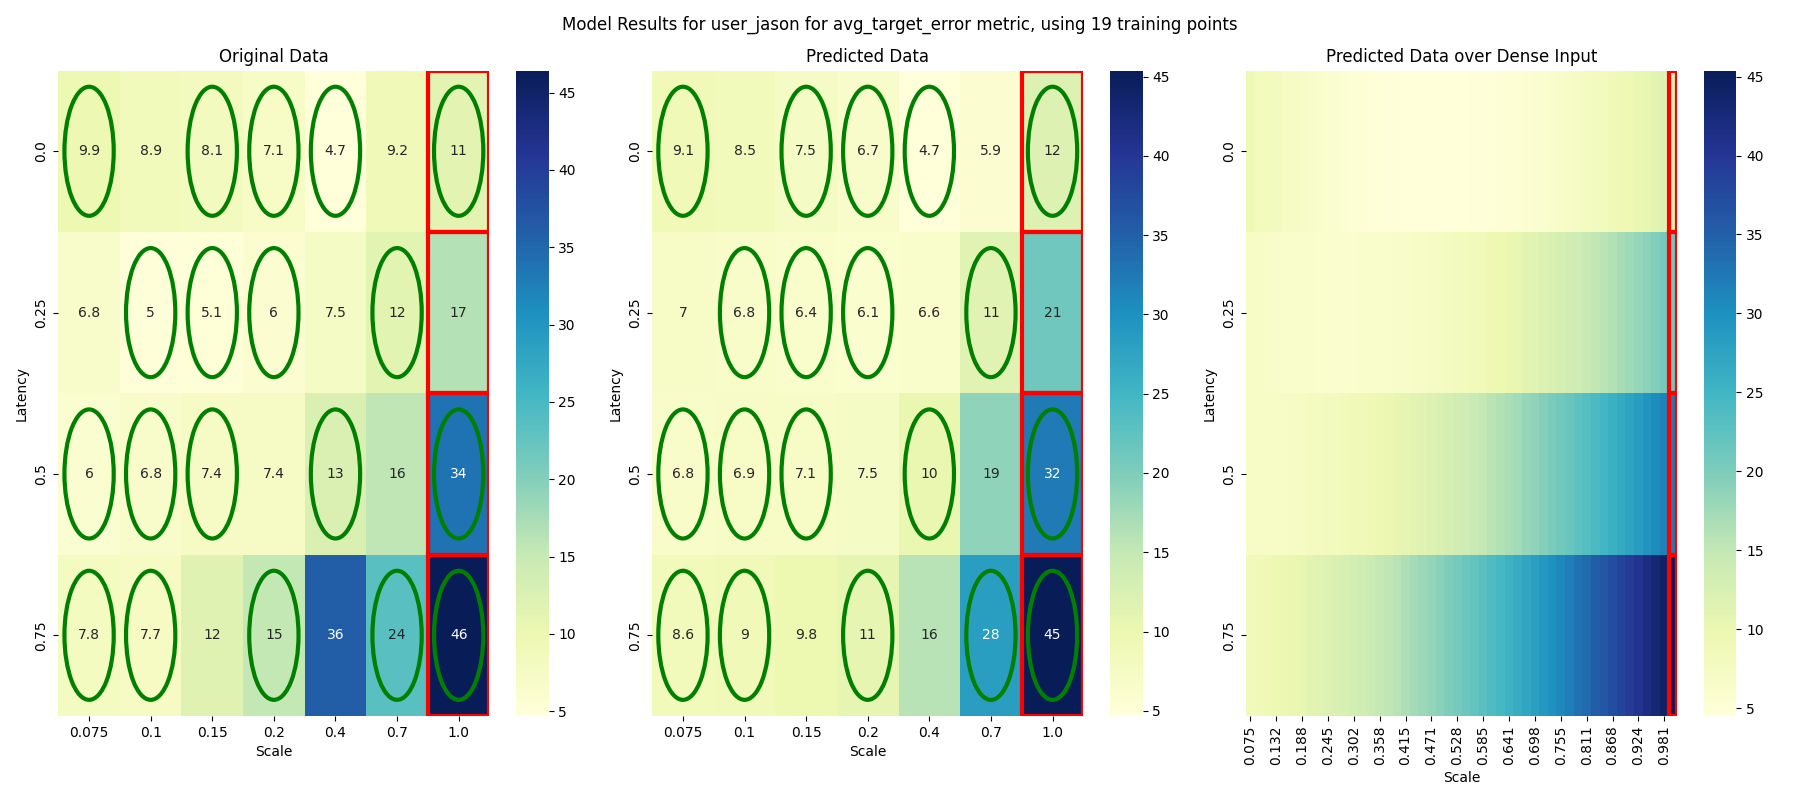 Model Results for user_jason for avg_target_error metric, using 19 training points
Original Data
Latency
0.0
0.25
0.5
0.75
9.9 8.9 8.1 7.1 4.7 9.2 11
6.8 5 5.1 6 7.5 12 17
6 6.8 7.4 7.4 13 16 34
7.8 7.7 12 15 36 24 46
0.075 0.1 0.15 0.2 0.4 0.7 1.0
Scale
45
40
35
30
25
20
15
10
5
Predicted Data
Latency
0.0
0.25
0.5
0.75
9.1 8.5 7.5 6.7 4.7 5.9 12
7 6.8 6.4 6.1 6.6 11 21
6.8 6.9 7.1 7.5 10 19 32
8.6 9 9.8 11 16 28 45
0.075 0.1 0.15 0.2 0.4 0.7 1.0
Scale
45
40
35
30
25
20
15
10
5
Predicted Data over Dense Input
Latency
0.0
0.25
0.5
0.75
0.075 0.132 0.188 0.245 0.302 0.358 0.415 0.471 0.528 0.585 0.641 0.698 0.755 0.811 0.868 0.924 0.981
Scale
45
40
35
30
25
20
15
10
5